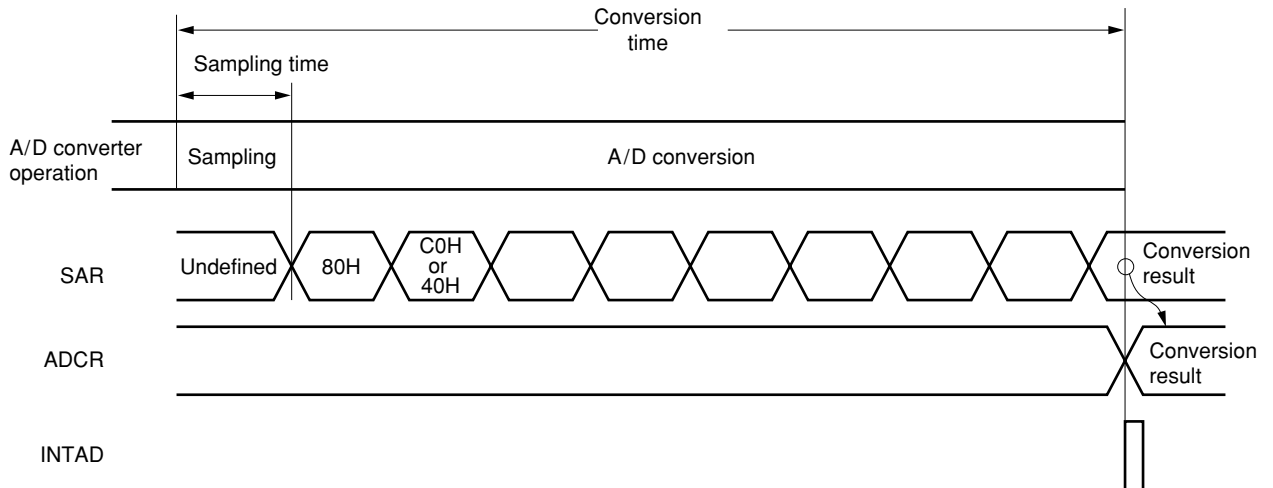 Conversion
time
Sampling time
A/D converter
operation
Sampling
A/D conversion
SAR
Undefined
80H
C0H
or
40H
Conversion
result
ADCR
Conversion
result
INTAD